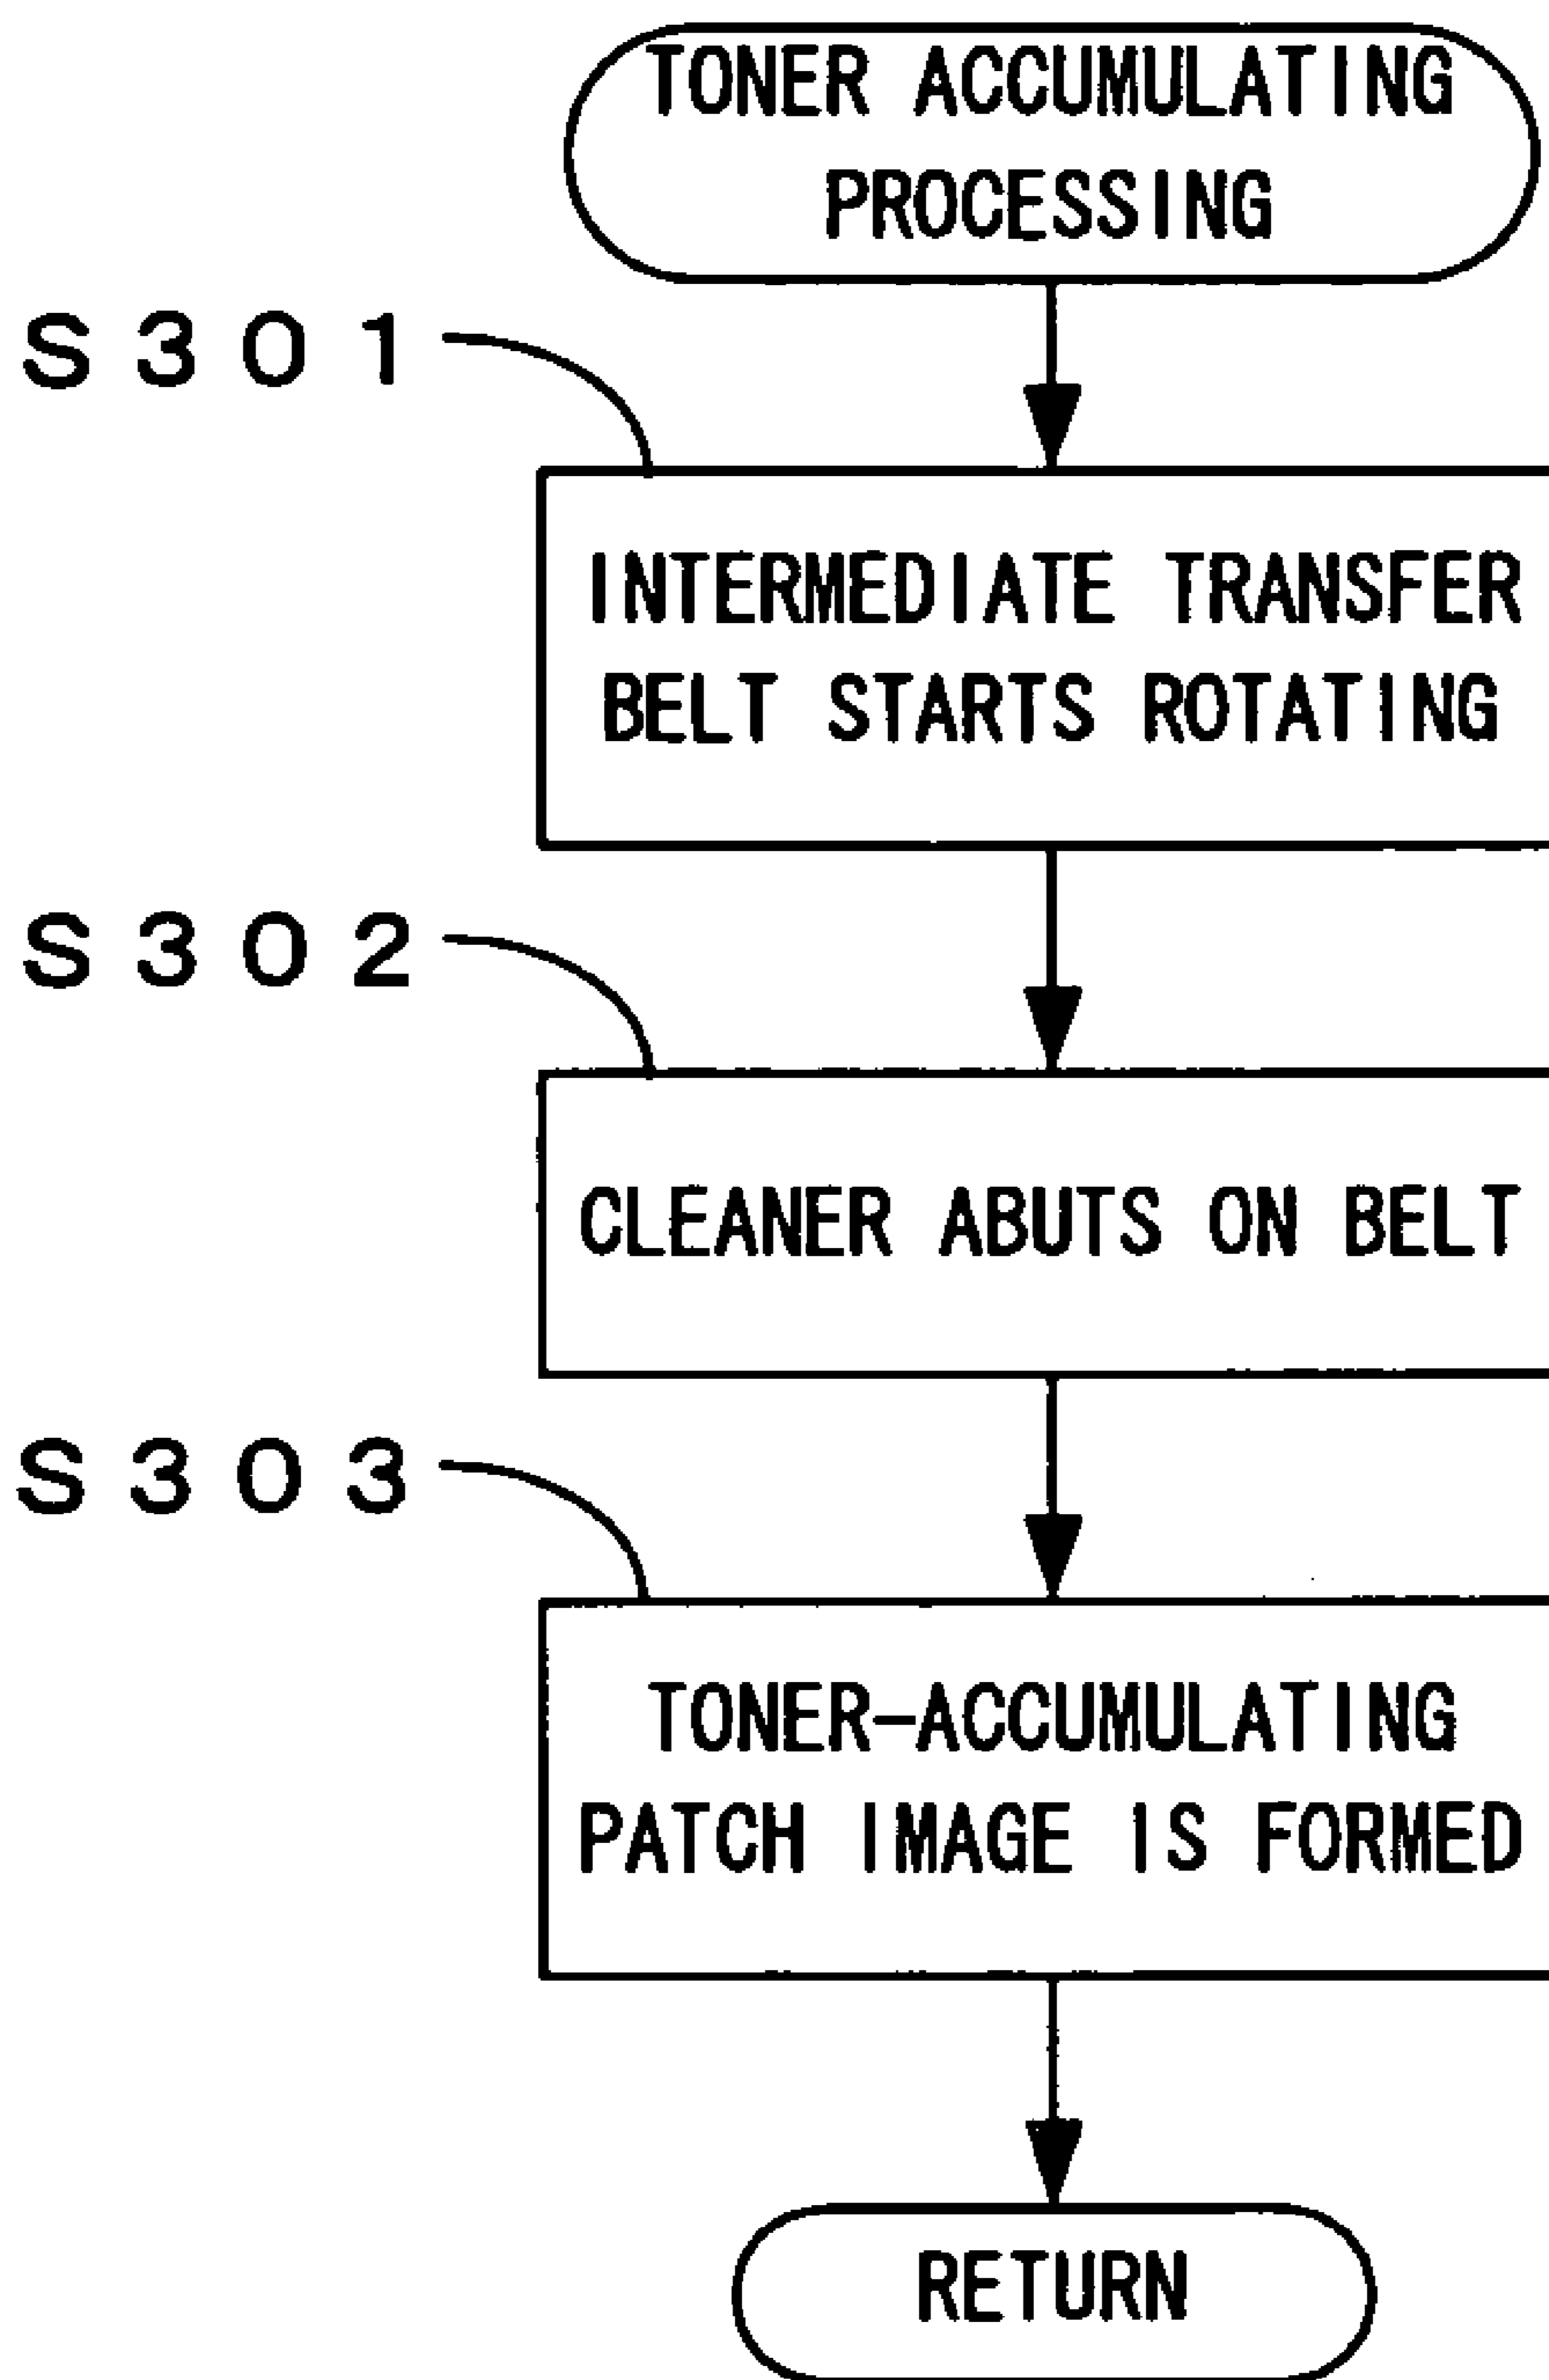 TONER ACCUMULATING
PROCESSING
S301
INTERMEDIATE TRANSFER
BELT STARTS ROTATING
S302
CLEANER ABUTS ON BELT
S303
TONER-ACCUMULATING
PATCH IMAGE IS FORMED
RETURN